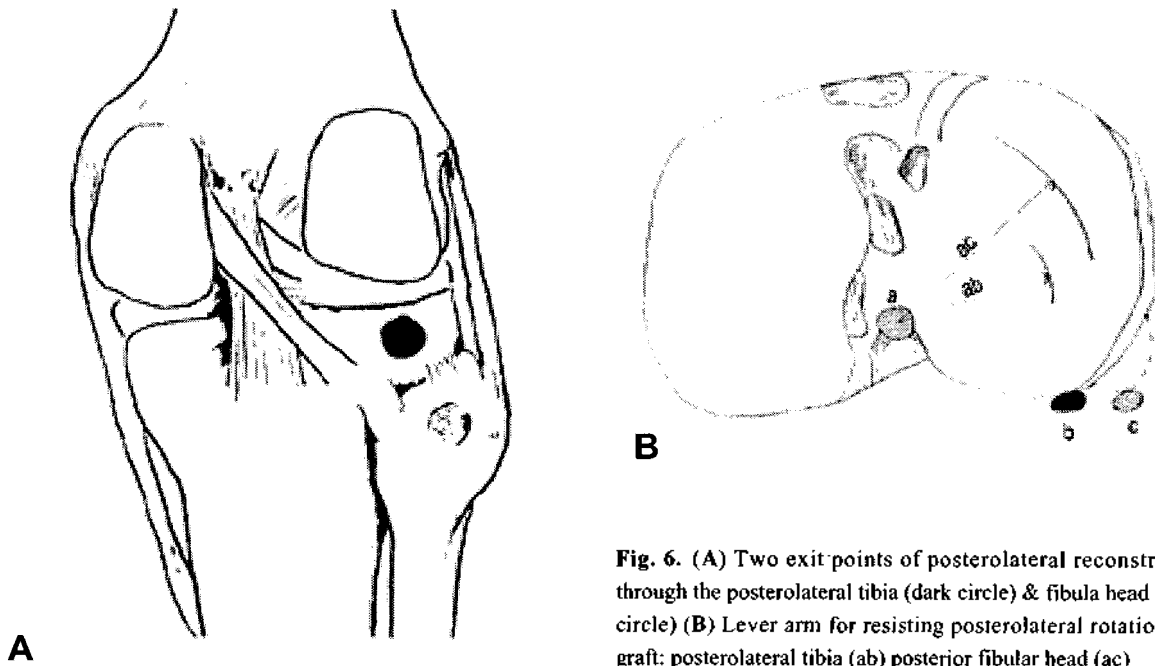 A
ac
ab
a
b
c
B
Fig. 6. (A) Two exit points of posterolateral reconstr
through the posterolateral tibia (dark circle) & fibula head
circle) (B) Lever arm for resisting posterolateral rotatio
graft: posterolateral tibia (ab) posterior fibular head (ac)